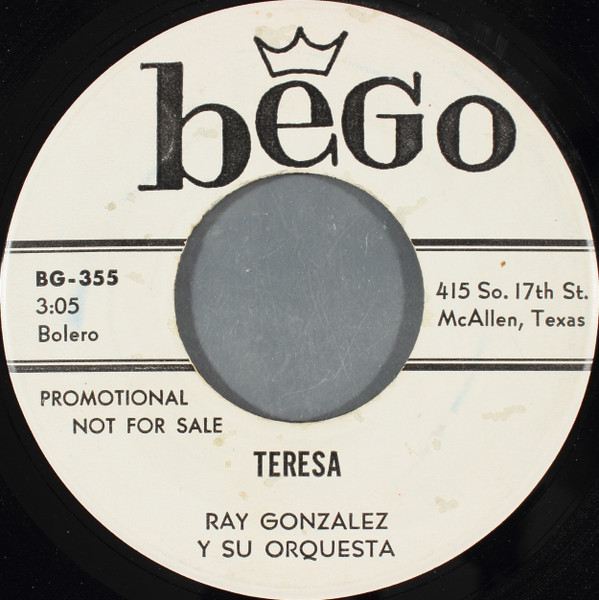 beGo
BG-355
3:05
Bolero
415 So. 17th St.
McAllen, Texas
PROMOTIONAL
NOT FOR SALE
TERESA
RAY GONZALEZ
Y SU ORQUESTA